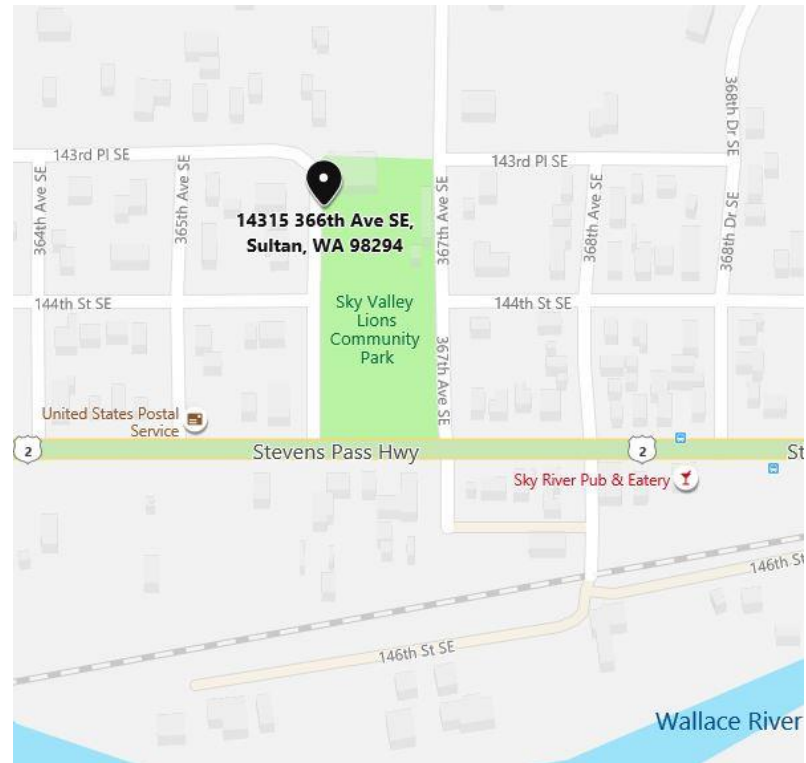 368th Dr SE
143rd Pl SE
143rd Pl SE
364th Ave SE
365th Ave SE
14315 366th Ave SE,
Sultan, WA 98294
367th Ave SE
368th Ave SE
368th Dr SE
144th St SE
Sky Valley
Lions
Community
Park
144th St SE
367th Ave SE
United States Postal
Service
2
Stevens Pass Hwy
2
St
Sky River Pub & Eatery
146th St
146th St SE
Wallace River